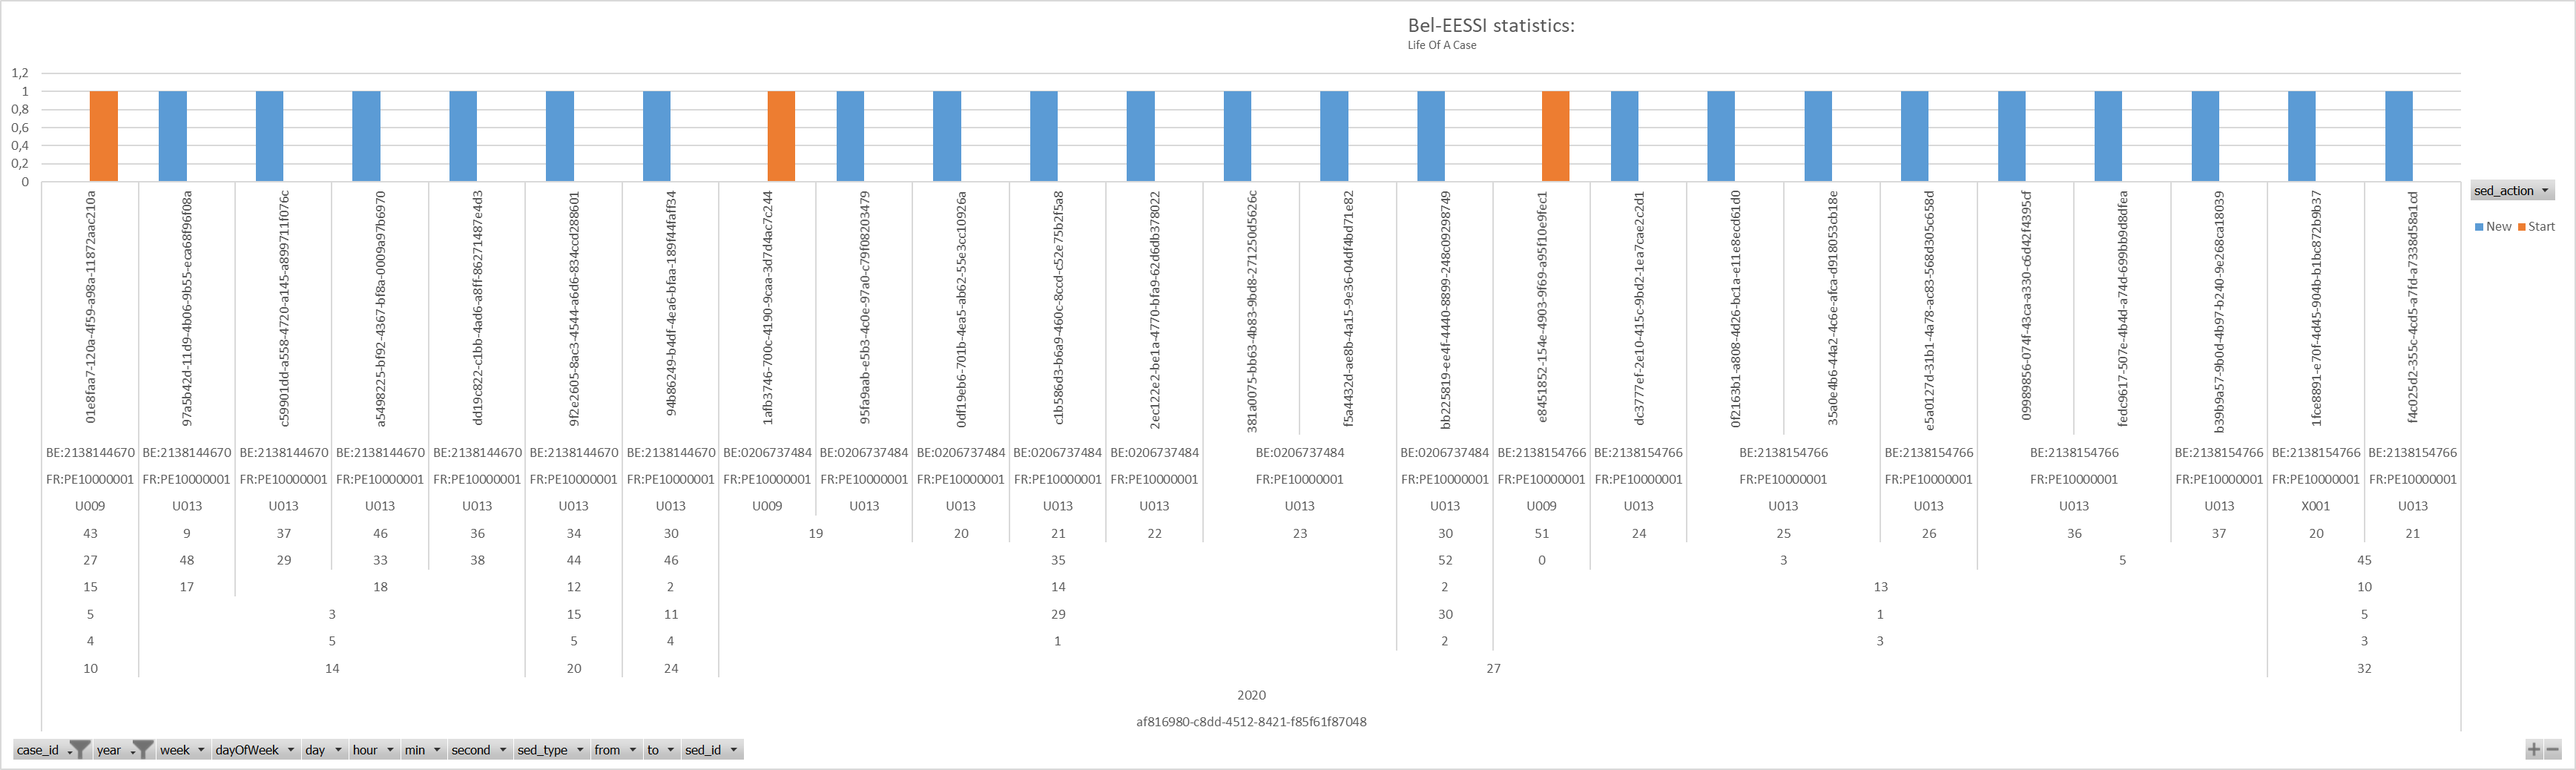 Bel-EESSI statistics:
Life Of A Case
1,2
1
0,8
0,6
0,4
0,2
0
sed_action
New Start
01e8faa7-120a-4f59-a98a-11872aac210a
97a5b42d-11d9-4b06-9b55-eca68f96f08a
c59901dd-a558-4720-a145-a899711f076c
a5498225-bf92-4367-bf8a-0009a97b6970
dd19c822-c1bb-4ad6-a8ff-86271487e4d3
9f2e2605-8ac3-4544-a6d6-834ccd288601
94b86249-b4df-4ea6-bfaa-189f44faff34
1afb3746-700c-4190-9caa-3d7d4ac7c244
95fa9aab-e5b3-4c0e-97a0-c79f08203479
0df19eb6-701b-4ea5-ab62-55e3cc10926a
c1b586d3-b6a9-460c-8ccd-c52e75b2f5a8
2ec122e2-be1a-4770-bfa9-62d6db378022
381a0075-bb63-4b83-9bd8-271250d5626c
f5a4432d-ae8b-4a15-9e36-04df4bd71e82
bb225819-ee4f-4440-8899-248c09298749
e8451852-154e-4903-9f69-a95f10e9fec1
dc3777ef-2e10-415c-9bd2-1ea7cae2c2d1
0f2163b1-a808-4d26-bc1a-e11e8ecd61d0
35a0e4b6-44a2-4c6e-afca-d918053cb18e
e5a0127d-31b1-4a78-ac83-568d305c658d
09989856-074f-43ca-a330-c6d42f4395cf
fedc9617-507e-4b4d-a74d-699bb9d8dfea
b39b9a57-9b0d-4b97-b240-9e268ca18039
1fce8891-e70f-4d45-904b-b1bc872b9b37
f4c025d2-355c-4cd5-a7fd-a7338d58a1cd
BE:2138144670 BE:2138144670 BE:2138144670 BE:2138144670 BE:2138144670 BE:2138144670 BE:2138144670 BE:0206737484 BE:0206737484 BE:0206737484 BE:0206737484 BE:0206737484 BE:0206737484 BE:0206737484 BE:2138154766 BE:2138154766 BE:2138154766 BE:2138154766 BE:2138154766 BE:2138154766 BE:2138154766 BE:2138154766
FR:PE10000001 FR:PE10000001 FR:PE10000001 FR:PE10000001 FR:PE10000001 FR:PE10000001 FR:PE10000001 FR:PE10000001 FR:PE10000001 FR:PE10000001 FR:PE10000001 FR:PE10000001 FR:PE10000001 FR:PE10000001 FR:PE10000001 FR:PE10000001 FR:PE10000001 FR:PE10000001 FR:PE10000001 FR:PE10000001 FR:PE10000001 FR:PE10000001
U009 U013 U013 U013 U013 U013 U013 U009 U013 U013 U013 U013 U013 U013 U009 U013 U013 U013 U013 U013 X001 U013
43 9 37 46 36 34 30 19 20 21 22 23 30 51 24 25 26 36 37 20 21
27 48 29 33 38 44 46 35 52 0 3 5 45
15 17 18 12 2 14 2 13 10
5 3 15 11 29 30 1 5
4 5 5 4 1 2 3 3
10 14 20 24 27 32
2020
af816980-c8dd-4512-8421-f85f61f87048
case_id year week dayOfWeek day hour min second sed_type from to sed_id